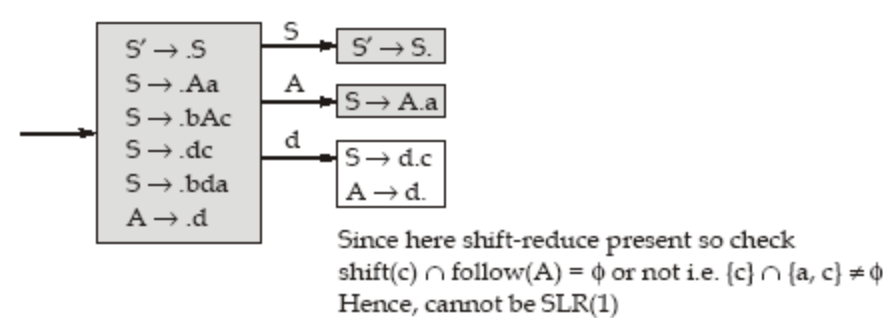 S′ → .S
S → .Aa
S → .bAc
S → .dc
S → .bda
A → .d
S
S′ → S.
A
S → A.a
d
S → d.c
A → d.
Since here shift-reduce present so check
shift(c) ∩ follow(A) = ϕ or not i.e. {c} ∩ {a, c} ≠ ϕ
Hence, cannot be SLR(1)